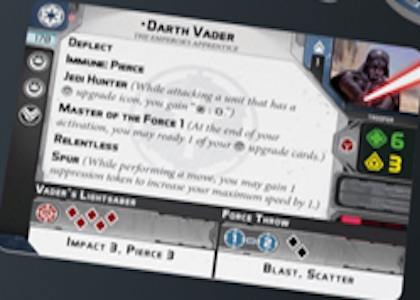 •Darth Vader
The Emperor's Apprentice
170
1
Deflect
Immune: Pierce
Jedi Hunter (While attacking a unit that has a
upgrade icon, you gain " : .")
Master of the Force 1 (At the end of your
activation, you may ready 1 of your upgrade cards.)
Relentless
Spur (While performing a move, you may gain 1
suppression token to increase your maximum speed by 1.)
Trooper
6
3
Vader's Lightsaber
Impact 3, Pierce 3
Force Throw
1 - 2
Blast, Scatter